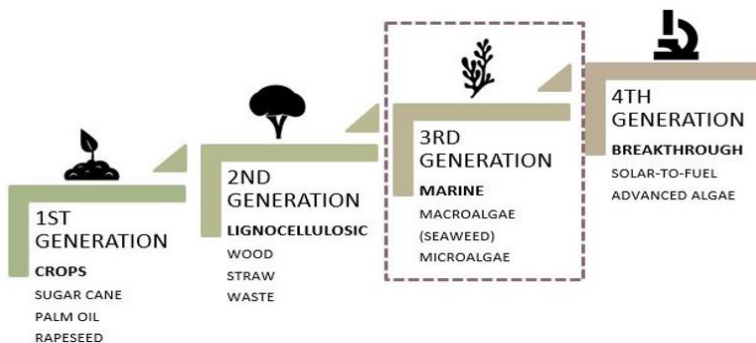 1ST
GENERATION
CROPS
SUGAR CANE
PALM OIL
RAPESEED
2ND
GENERATION
LIGNOCELLULOSIC
WOOD
STRAW
WASTE
3RD
GENERATION
MARINE
MACROALGAE
(SEAWEED)
MICROALGAE
4TH
GENERATION
BREAKTHROUGH
SOLAR-TO-FUEL
ADVANCED ALGAE